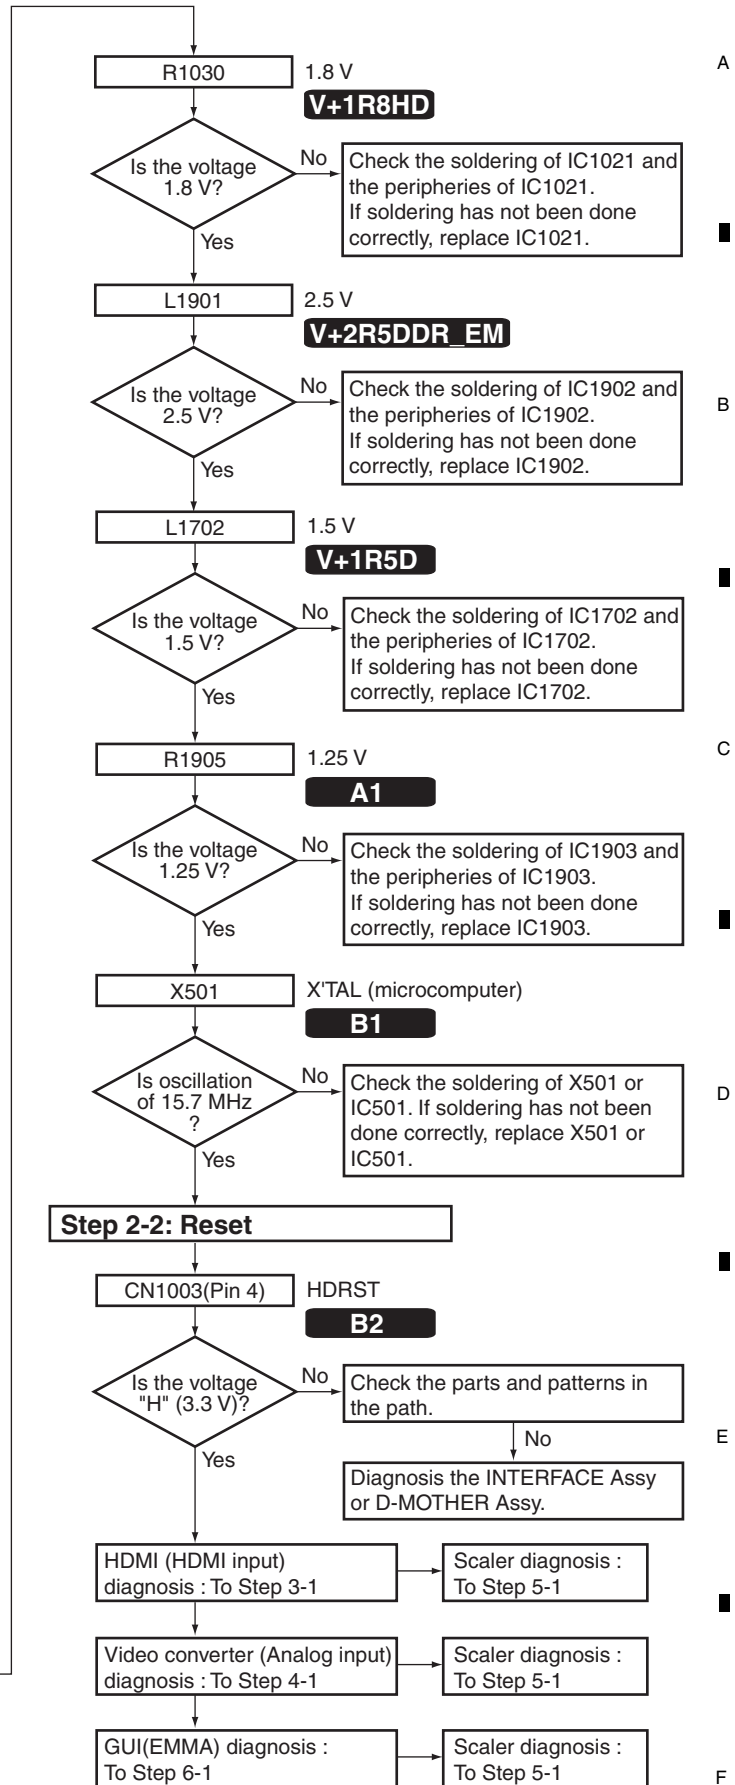 A
R1030
1.8 V
V+1R8HD
Is the voltage
1.8 V?
No
Check the soldering of IC1021 and
the peripheries of IC1021.
If soldering has not been done
correctly, replace IC1021.
Yes
L1901
2.5 V
V+2R5DDR_EM
Is the voltage
2.5 V?
No
Check the soldering of IC1902 and
the peripheries of IC1902.
If soldering has not been done
correctly, replace IC1902.
B
Yes
L1702
1.5 V
V+1R5D
Is the voltage
1.5 V?
No
Check the soldering of IC1702 and
the peripheries of IC1702.
If soldering has not been done
correctly, replace IC1702.
Yes
C
R1905
1.25 V
A1
Is the voltage
1.25 V?
No
Check the soldering of IC1903 and
the peripheries of IC1903.
If soldering has not been done
correctly, replace IC1903.
Yes
X501
X'TAL (microcomputer)
B1
Is oscillation
of 15.7 MHz
?
No
Check the soldering of X501 or
IC501. If soldering has not been
done correctly, replace X501 or
IC501.
D
Yes
Step 2-2: Reset
CN1003(Pin 4)
HDRST
B2
Is the voltage
"H" (3.3 V)?
No
Check the parts and patterns in
the path.
E
No
Yes
Diagnosis the INTERFACE Assy
or D-MOTHER Assy.
HDMI (HDMI input)
diagnosis : To Step 3-1
Scaler diagnosis :
To Step 5-1
Video converter (Analog input)
diagnosis : To Step 4-1
Scaler diagnosis :
To Step 5-1
GUI(EMMA) diagnosis :
To Step 6-1
Scaler diagnosis :
To Step 5-1
F